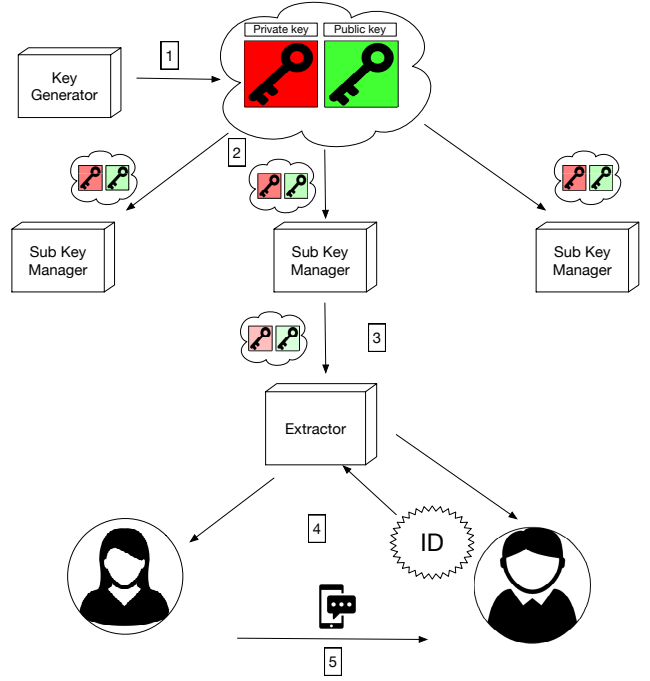 Private key
Public key
1
Key
Generator
2
Sub Key
Manager
Sub Key
Manager
Sub Key
Manager
3
Extractor
4
ID
5